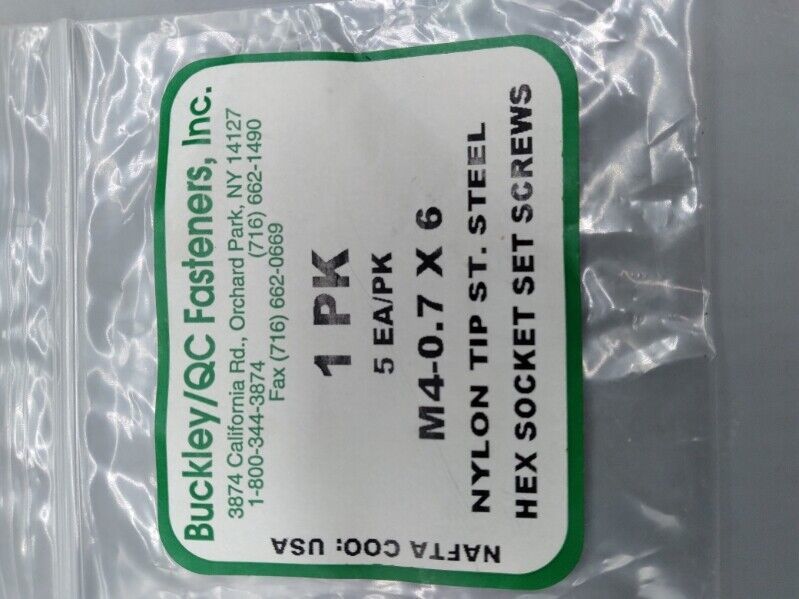 Buckley/QC Fasteners, Inc.
3874 California Rd., Orchard Park, NY 14127
1-800-344-3874 (716) 662-1490
Fax (716) 662-0669
1 PK
5 EA/PK
M4-0.7 X 6
NYLON TIP ST. STEEL
HEX SOCKET SET SCREWS
NAFTA COO: USA